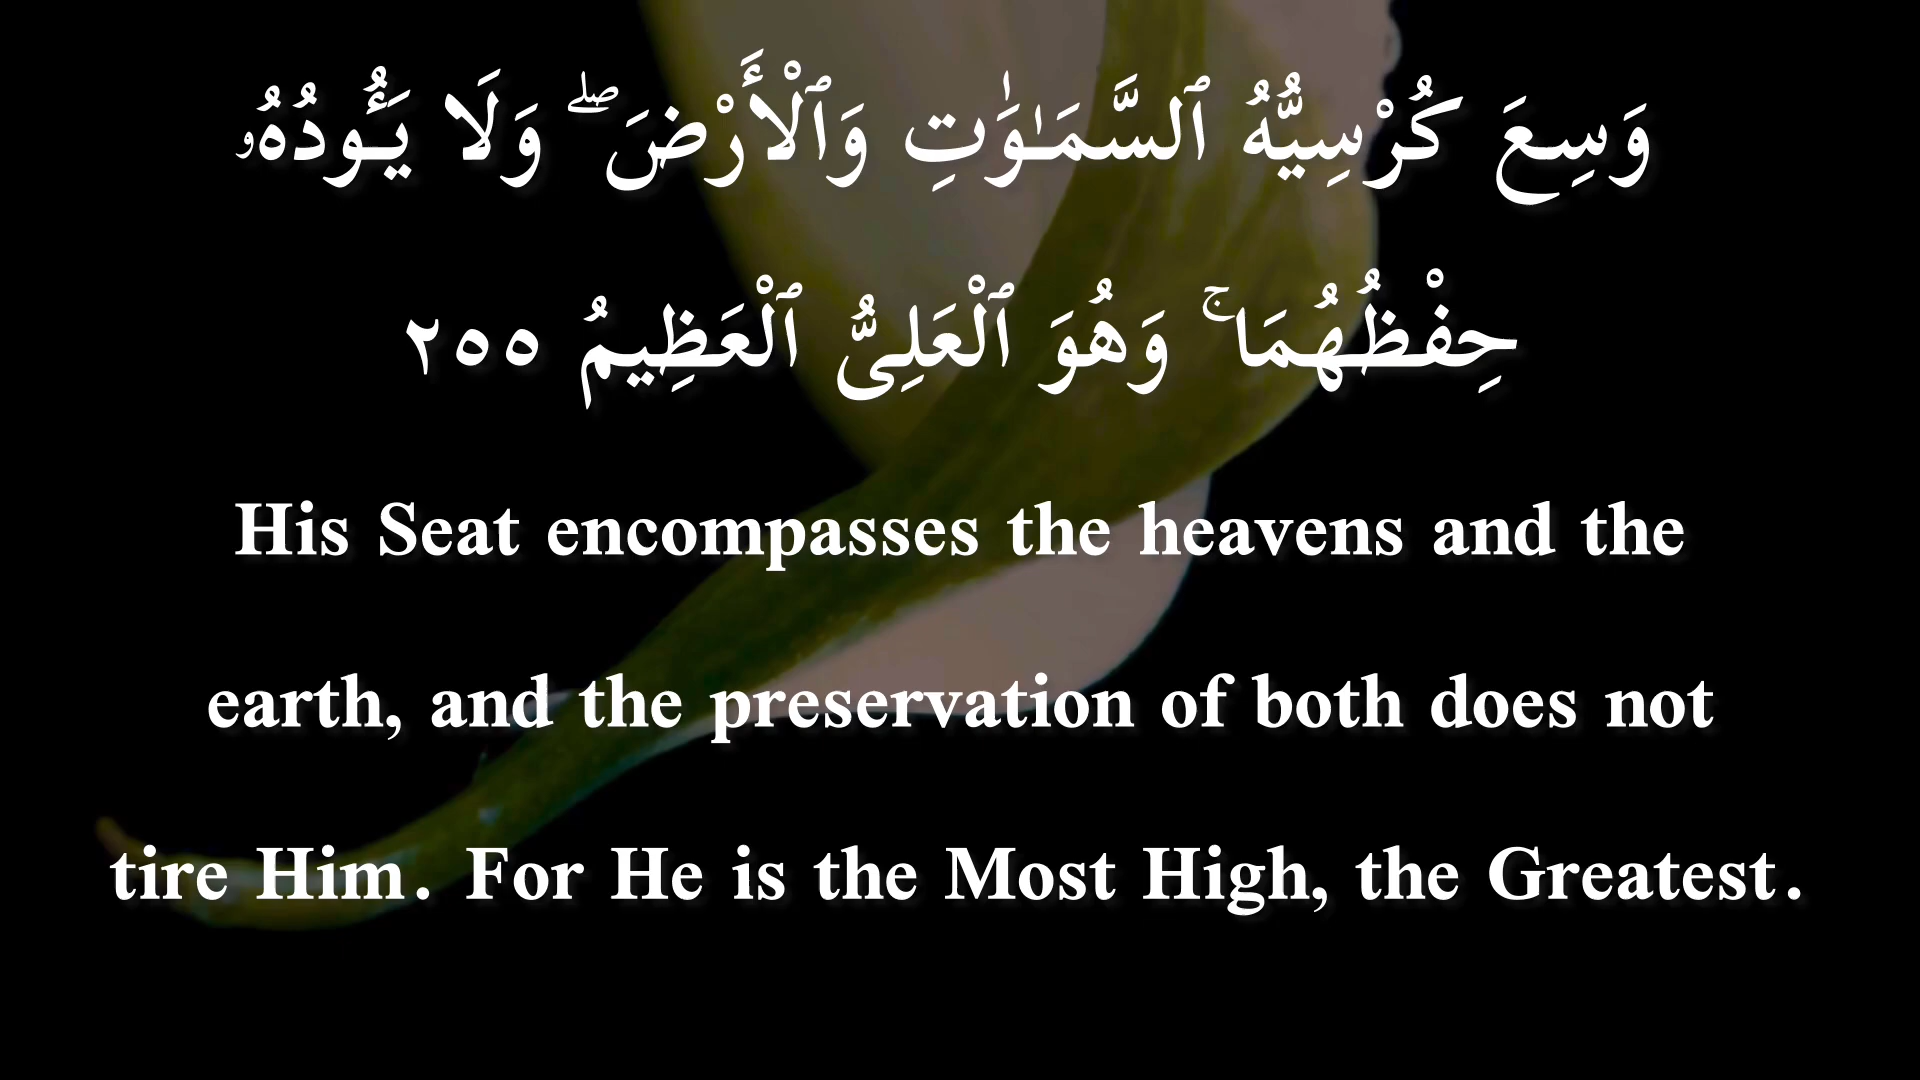 وَسِعَ كُرْسِيُّهُ ٱلسَّمَـٰوَٰتِ وَٱلْأَرْضَ ۖ وَلَا يَـُٔودُهُۥ
حِفْظُهُمَا ۚ وَهُوَ ٱلْعَلِىُّ ٱلْعَظِيمُ ٢٥٥
His Seat encompasses the heavens and the
earth, and the preservation of both does not
tire Him. For He is the Most High, the Greatest.